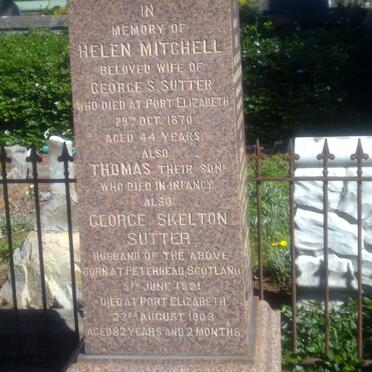 IN
MEMORY OF
HELEN MITCHELL
BELOVED WIFE OF
GEORGE S. SUTTER
WHO DIED AT PORT ELIZABETH
29TH OCT. 1870
AGED 44 YEARS
ALSO
THOMAS THEIR SON
WHO DIED IN INFANCY
ALSO
GEORGE SKELTON
SUTTER
HUSBAND OF THE ABOVE
BORN AT PETERHEAD, SCOTLAND
5TH JUNE 1821
DIED AT PORT ELIZABETH
23RD AUGUST 1903
AGED 82 YEARS AND 2 MONTHS